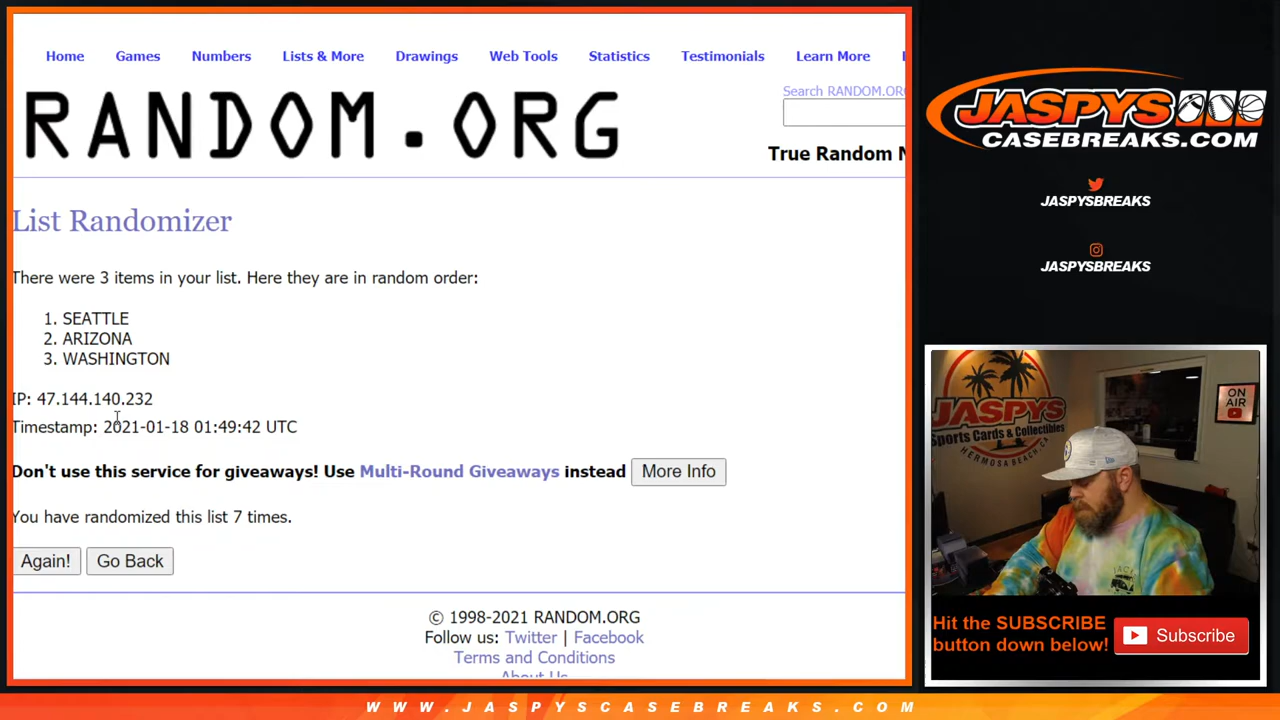 Home Games Numbers Lists & More Drawings Web Tools Statistics Testimonials Learn More
Search RANDOM.ORG
RANDOM.ORG
True Random N
List Randomizer
There were 3 items in your list. Here they are in random order:
1. SEATTLE
2. ARIZONA
3. WASHINGTON
IP: 47.144.140.232
Timestamp: 2021-01-18 01:49:42 UTC
Don't use this service for giveaways! Use Multi-Round Giveaways instead More Info
You have randomized this list 7 times.
Again! Go Back
© 1998-2021 RANDOM.ORG
Follow us: Twitter | Facebook
Terms and Conditions
About Us
JASPYS
CASEBREAKS.COM
JASPYSBREAKS
JASPYSBREAKS
JASPYS
Sports Cards & Collectibles
HERMOSA BEACH, CA
ON AIR
Hit the SUBSCRIBE
button down below!
Subscribe
WWW.JASPYSCASEBREAKS.COM